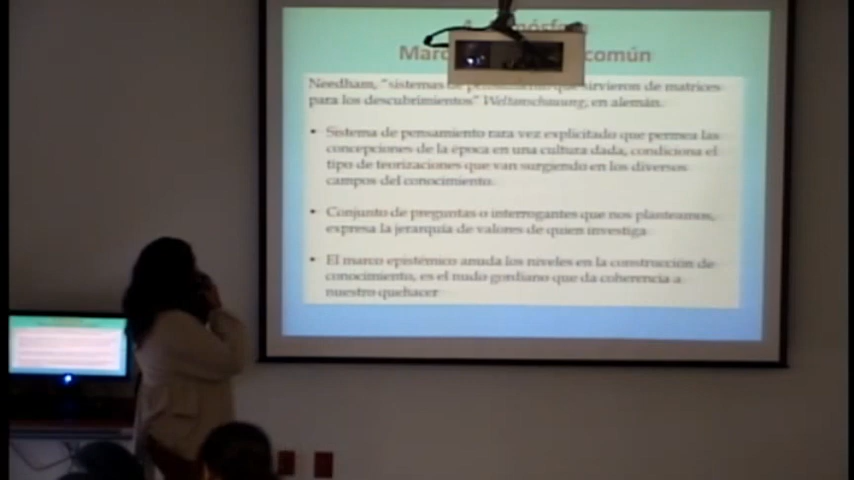 Marc común
Needham, "sistemas de pensamiento que sirvieron de matrices
para los descubrimientos" Weltanschauung, en alemán.
• Sistema de pensamiento rara vez explicitado que permea las
concepciones de la época en una cultura dada, condiciona el
tipo de teorizaciones que van surgiendo en los diversos
campos del conocimiento.
• Conjunto de preguntas o interrogantes que nos planteamos,
expresa la jerarquía de valores de quien investiga
• El marco epistémico anuda los niveles en la construcción de
conocimiento, es el nudo gordiano que da coherencia a
nuestro quehacer